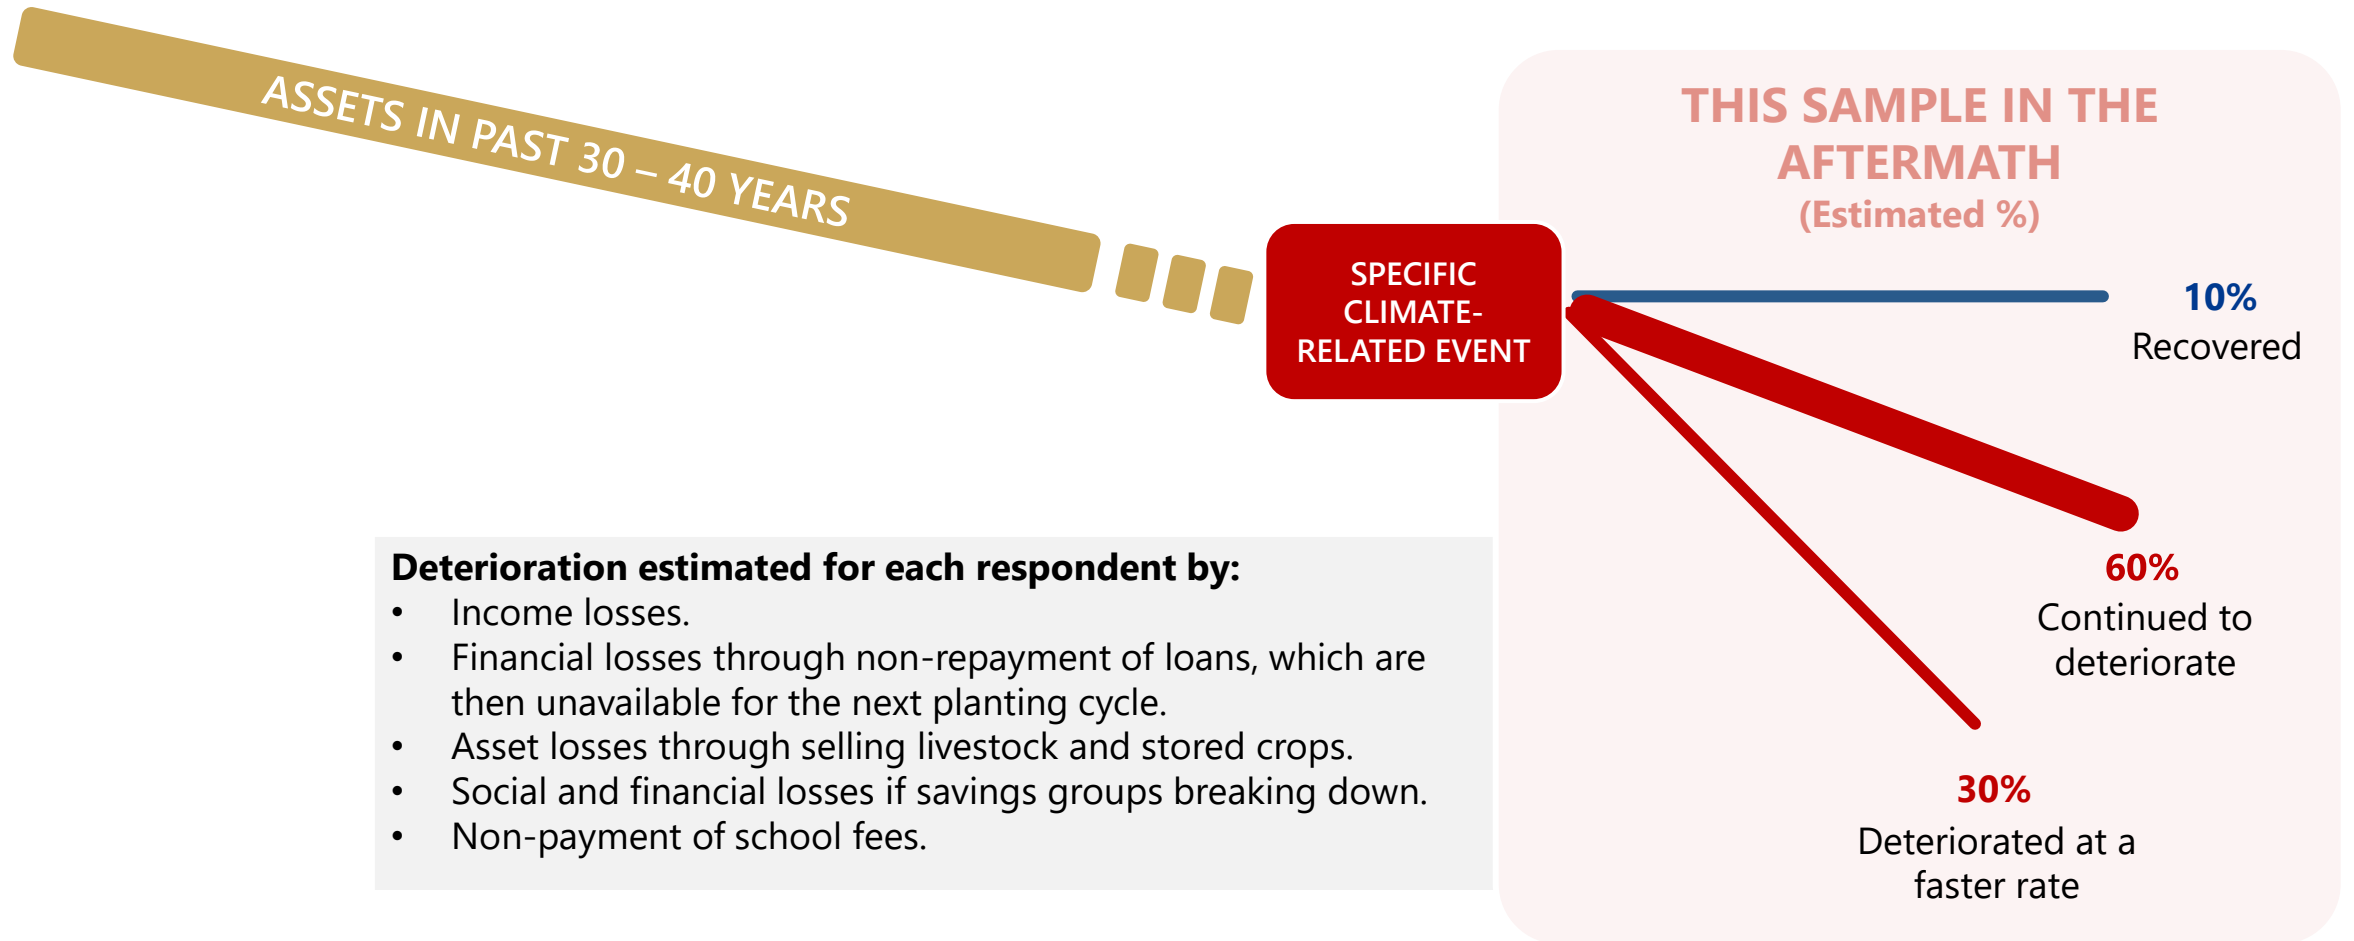 ASSETS IN PAST 30 – 40 YEARS
SPECIFIC
CLIMATE-
RELATED EVENT
THIS SAMPLE IN THE
AFTERMATH
(Estimated %)
10%
Recovered
60%
Continued to
deteriorate
30%
Deteriorated at a
faster rate
Deterioration estimated for each respondent by:
• Income losses.
• Financial losses through non-repayment of loans, which are
then unavailable for the next planting cycle.
• Asset losses through selling livestock and stored crops.
• Social and financial losses if savings groups breaking down.
• Non-payment of school fees.